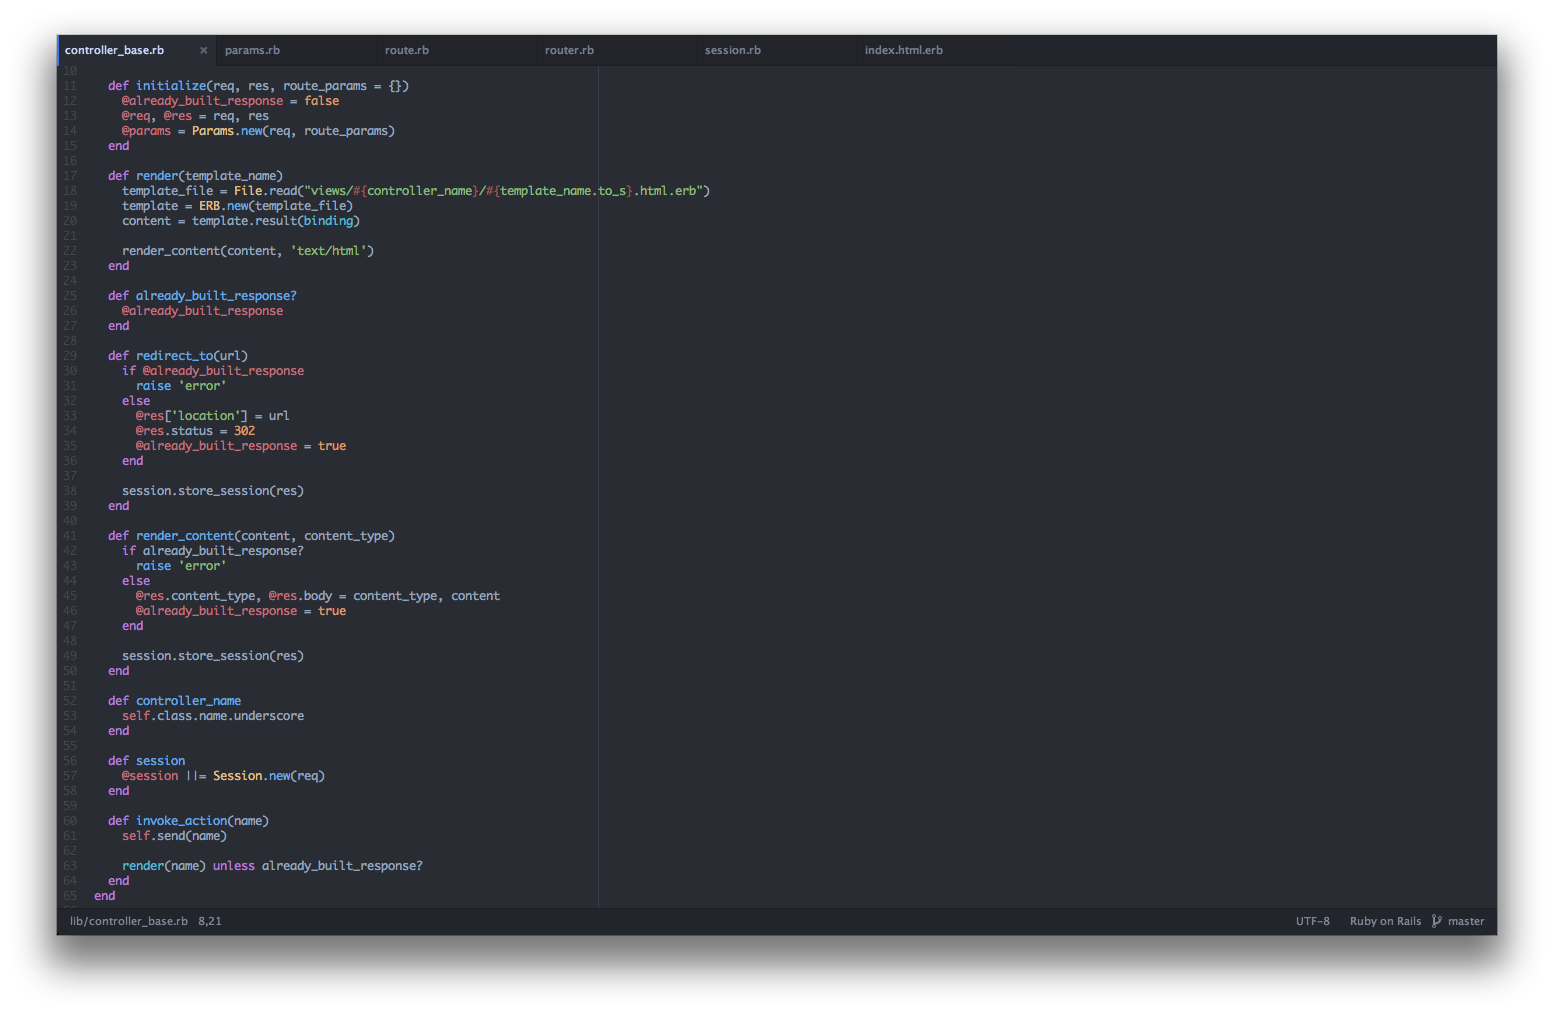 controller_base.rb × params.rb route.rb router.rb session.rb index.html.erb
10
11 def initialize(req, res, route_params = {})
12 @already_built_response = false
13 @req, @res = req, res
14 @params = Params.new(req, route_params)
15 end
16
17 def render(template_name)
18 template_file = File.read("views/#{controller_name}/#{template_name.to_s}.html.erb")
19 template = ERB.new(template_file)
20 content = template.result(binding)
21
22 render_content(content, 'text/html')
23 end
24
25 def already_built_response?
26 @already_built_response
27 end
28
29 def redirect_to(url)
30 if @already_built_response
31 raise 'error'
32 else
33 @res['location'] = url
34 @res.status = 302
35 @already_built_response = true
36 end
37
38 session.store_session(res)
39 end
40
41 def render_content(content, content_type)
42 if already_built_response?
43 raise 'error'
44 else
45 @res.content_type, @res.body = content_type, content
46 @already_built_response = true
47 end
48
49 session.store_session(res)
50 end
51
52 def controller_name
53 self.class.name.underscore
54 end
55
56 def session
57 @session ||= Session.new(req)
58 end
59
60 def invoke_action(name)
61 self.send(name)
62
63 render(name) unless already_built_response?
64 end
65 end
lib/controller_base.rb 8,21 UTF-8 Ruby on Rails master